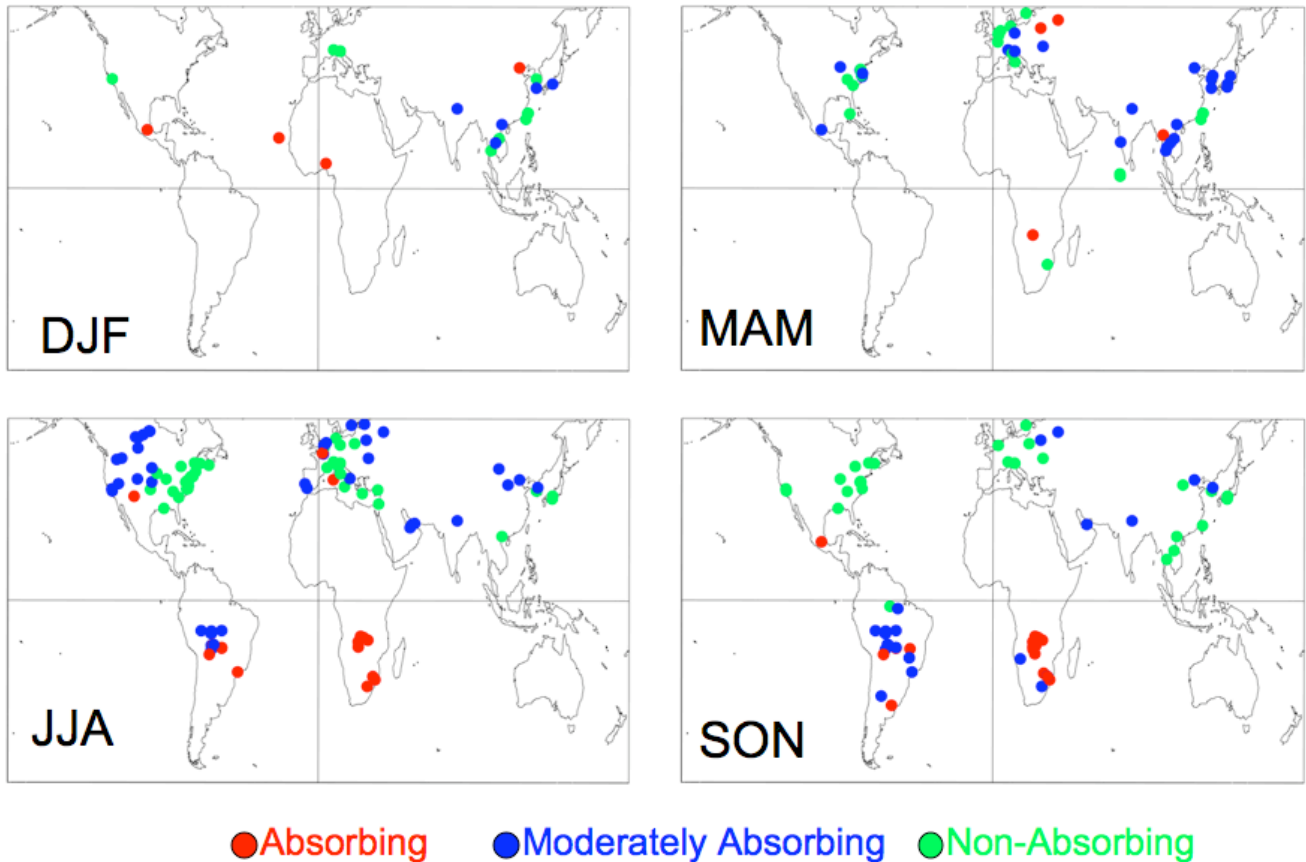 DJF
MAM
JJA
SON
Absorbing
Moderately Absorbing
Non-Absorbing